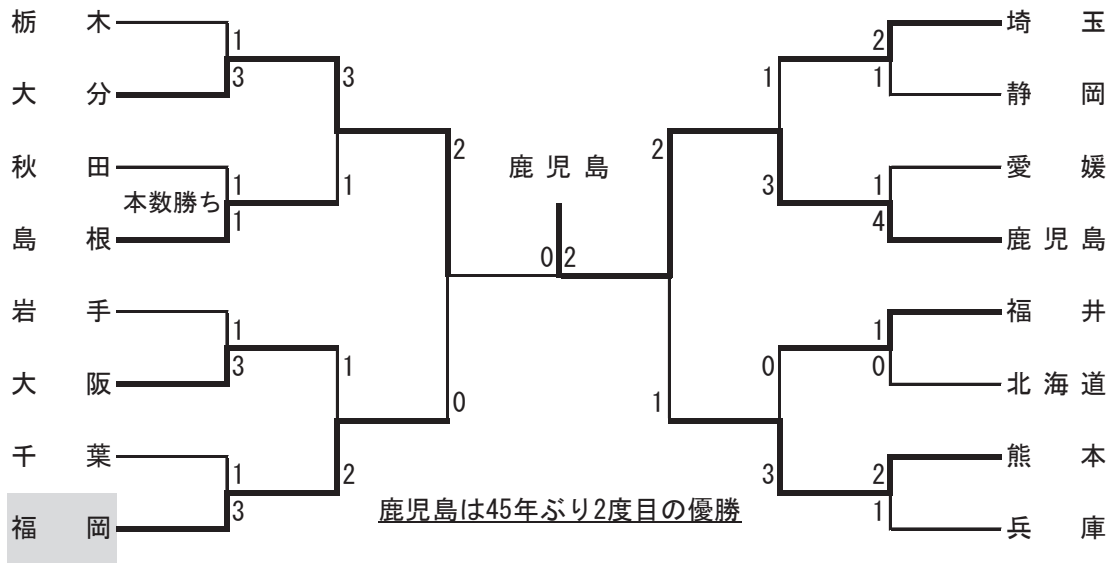 栃木
1
3
大分
3
秋田
1
本数勝ち
1
島根
1
2
岩手
1
3
大阪
1
千葉
1
3
福岡
2
0
鹿児島
0 2
鹿児島は45年ぶり2度目の優勝
埼玉
2
1
静岡
1
愛媛
1
4
鹿児島
3
2
福井
1
0
北海道
0
熊本
2
1
兵庫
3
1